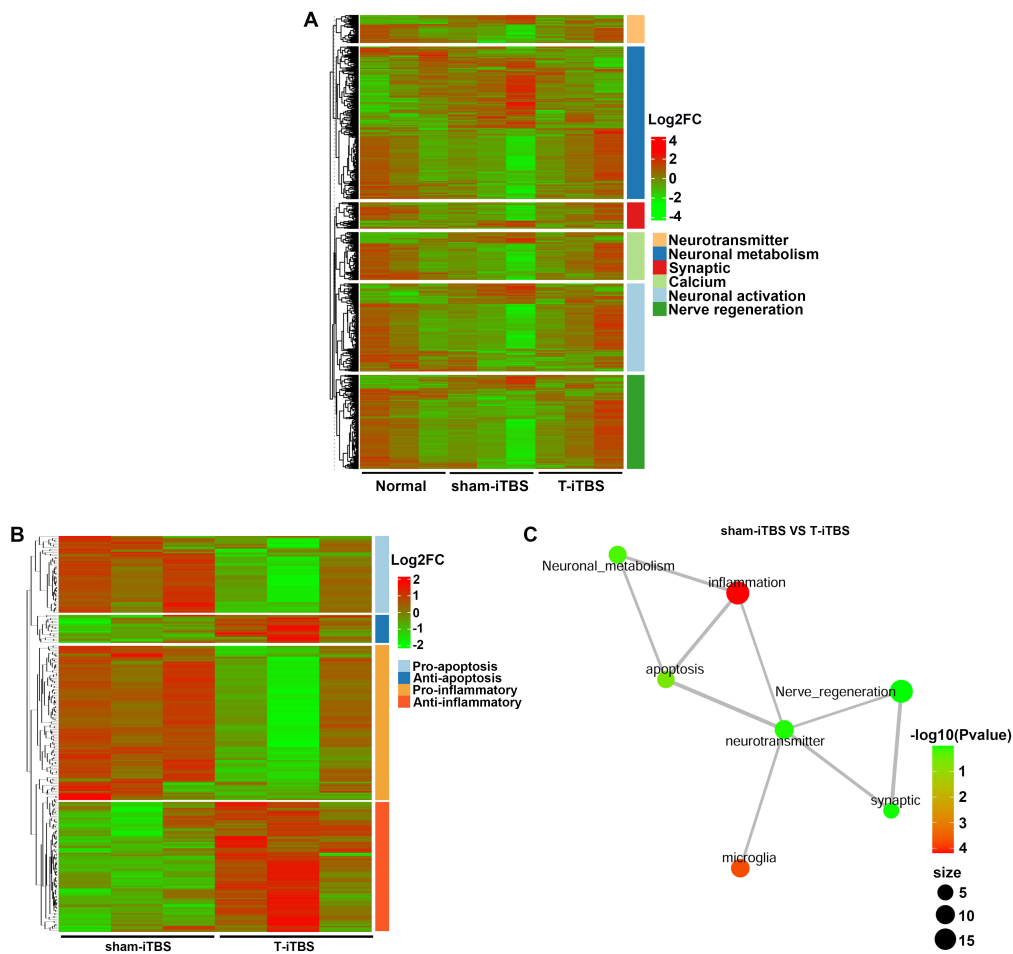 A
Log2FC
4
2
0
-2
-4
Neurotransmitter
Neuronal metabolism
Synaptic
Calcium
Neuronal activation
Nerve regeneration
Normal
sham-iTBS
T-iTBS
B
Log2FC
2
1
0
-1
-2
Pro-apoptosis
Anti-apoptosis
Pro-inflammatory
Anti-inflammatory
sham-iTBS
T-iTBS
C
sham-iTBS VS T-iTBS
Neuronal_metabolism
inflammation
apoptosis
Nerve_regeneration
neurotransmitter
synaptic
microglia
-log10(Pvalue)
1
2
3
4
size
5
10
15